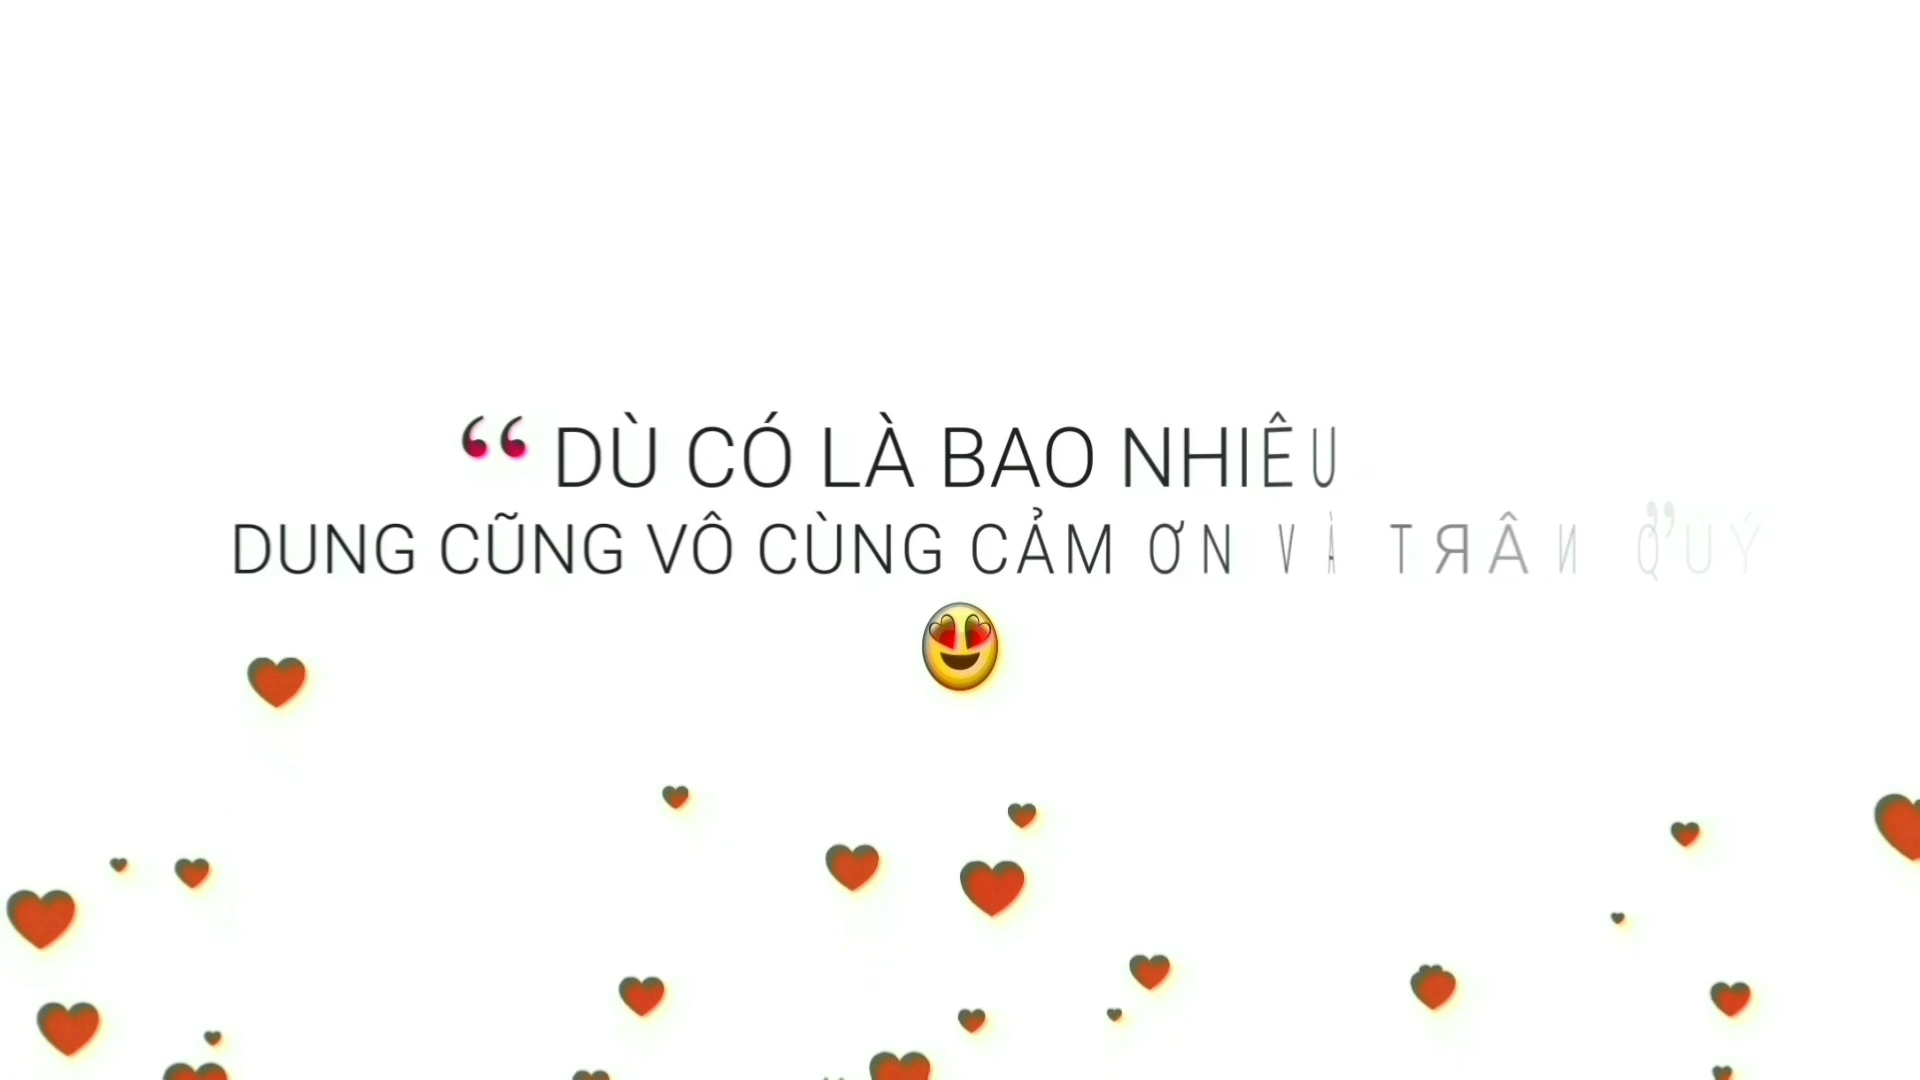 “ DÙ CÓ LÀ BAO NHIÊU
DUNG CŨNG VÔ CÙNG CẢM ƠN VÀ TRÂN QUÝ ”